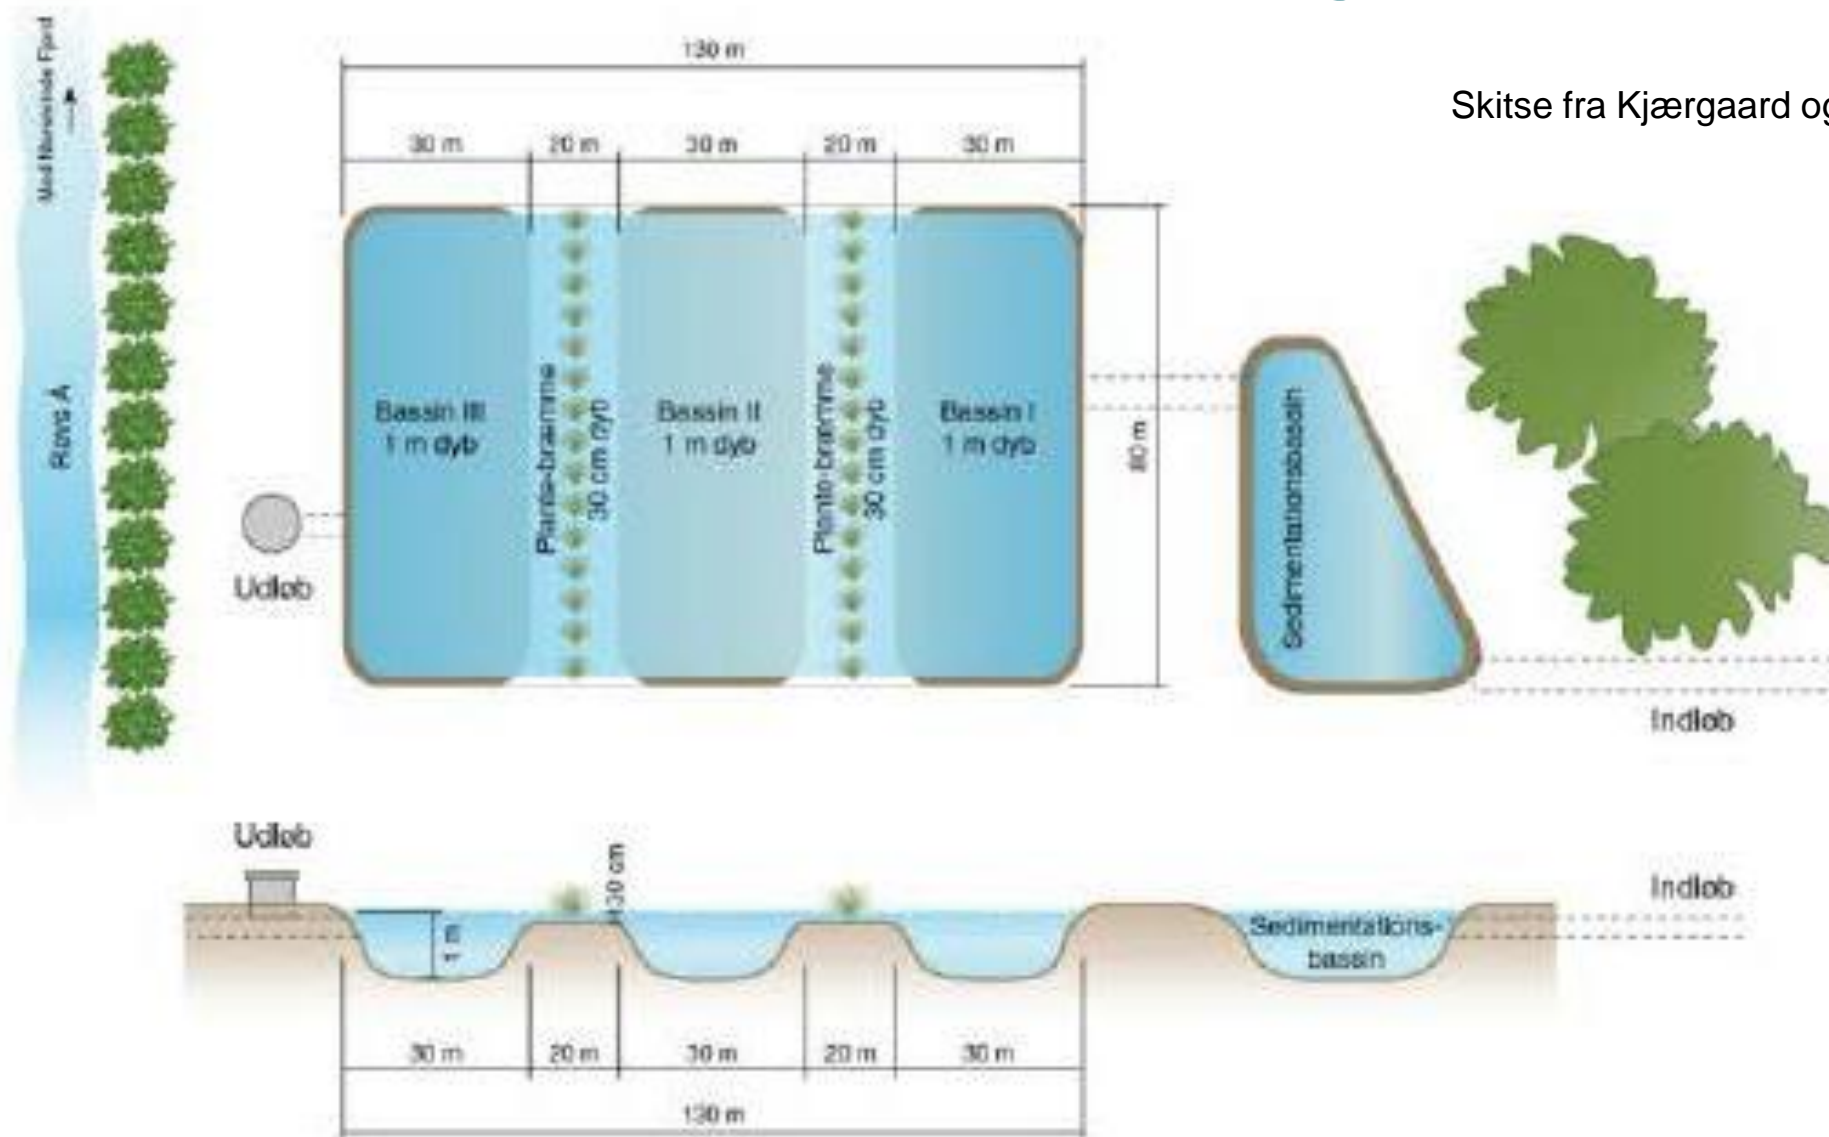 130 m
Skitse fra Kjærgaard og
30 m
20 m
30 m
20 m
30 m
Rævs Å
Bassin III
1 m dyb
Plante-bræmme
30 cm dyb
Bassin II
1 m dyb
Plante-bræmme
30 cm dyb
Bassin I
1 m dyb
80 m
Sedimentationsbassin
Udløb
Indløb
Udløb
30 cm
1 m
Sedimentations-
bassin
Indløb
30 m
20 m
30 m
20 m
30 m
130 m